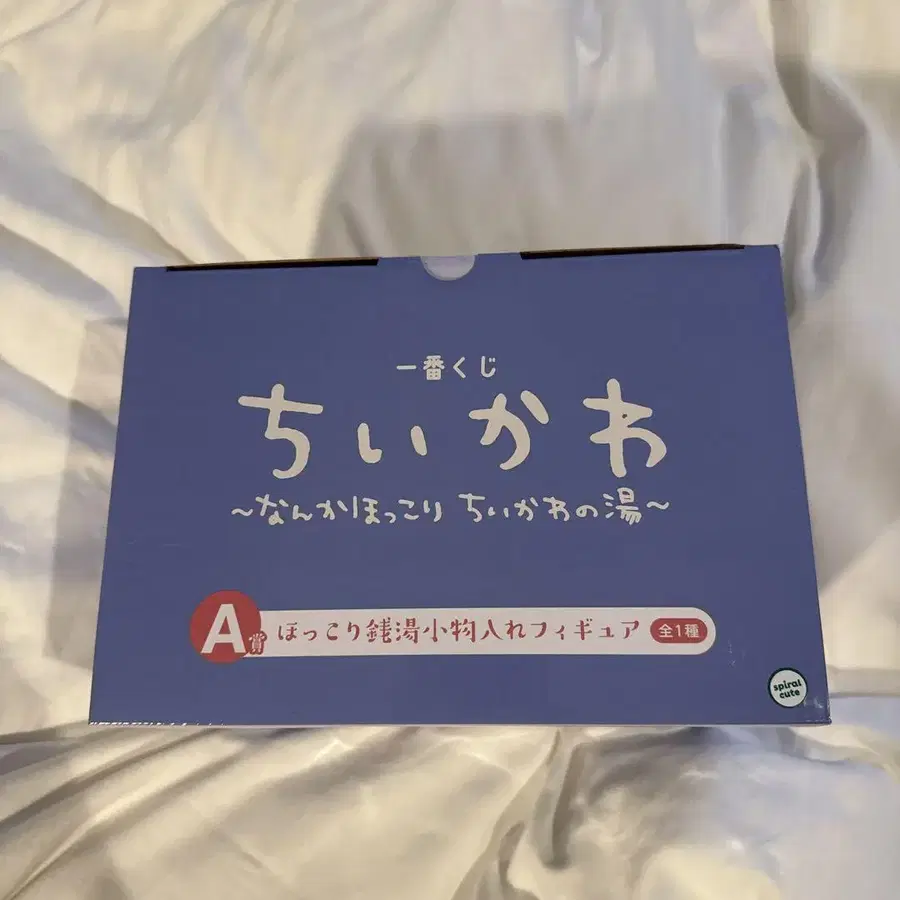 一番くじ
ちいかわ
~なんかほっこり ちいかわの湯~
A賞 ほっこり銭湯小物入れフィギュア 全1種
spiral
cute